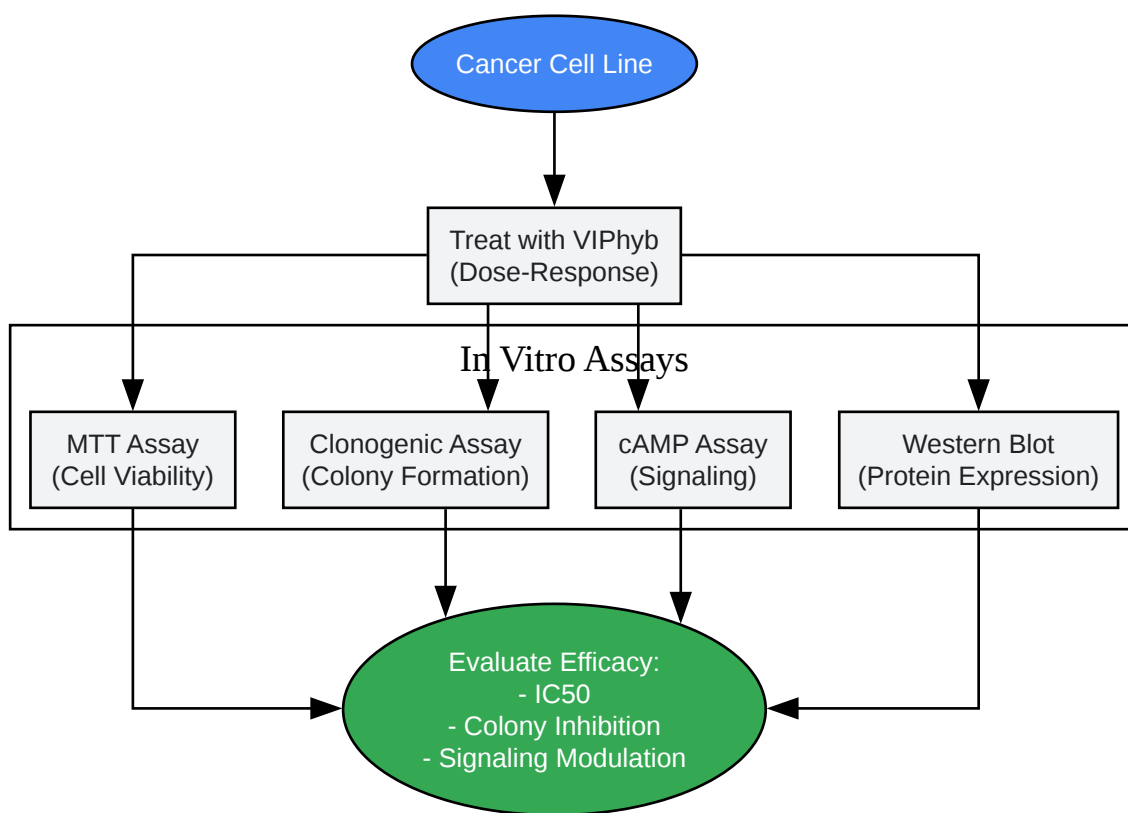 Cancer Cell Line
Treat with VIPhyb
(Dose-Response)
In Vitro Assays
MTT Assay
(Cell Viability)
Clonogenic Assay
(Colony Formation)
cAMP Assay
(Signaling)
Western Blot
(Protein Expression)
Evaluate Efficacy:
- IC50
- Colony Inhibition
- Signaling Modulation